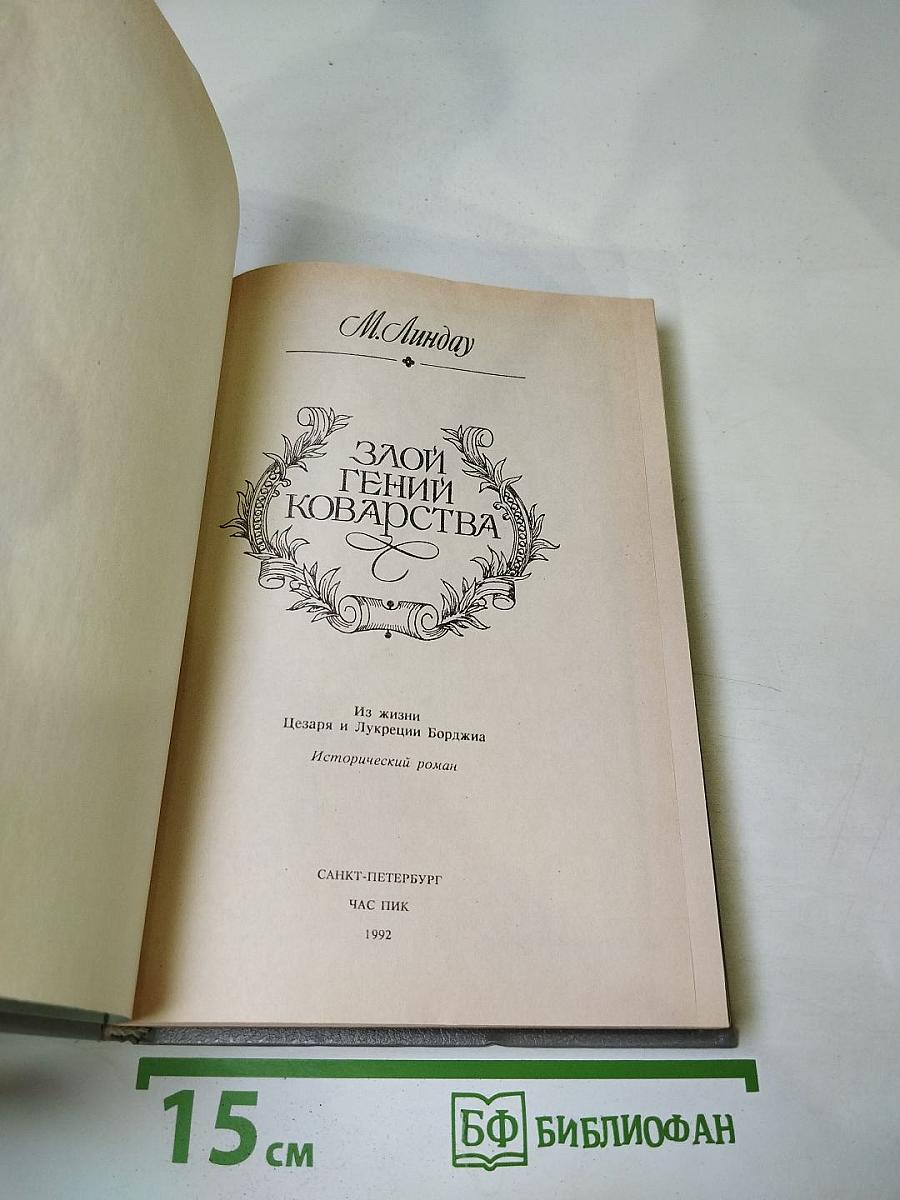 М. Линдау
ЗЛОЙ
ГЕНИЙ
КОВАРСТВА
Из жизни
Цезаря и Лукреции Борджиа
Исторический роман
САНКТ-ПЕТЕРБУРГ
ЧАС ПИК
1992
15 см
БФ БИБЛИОФАН